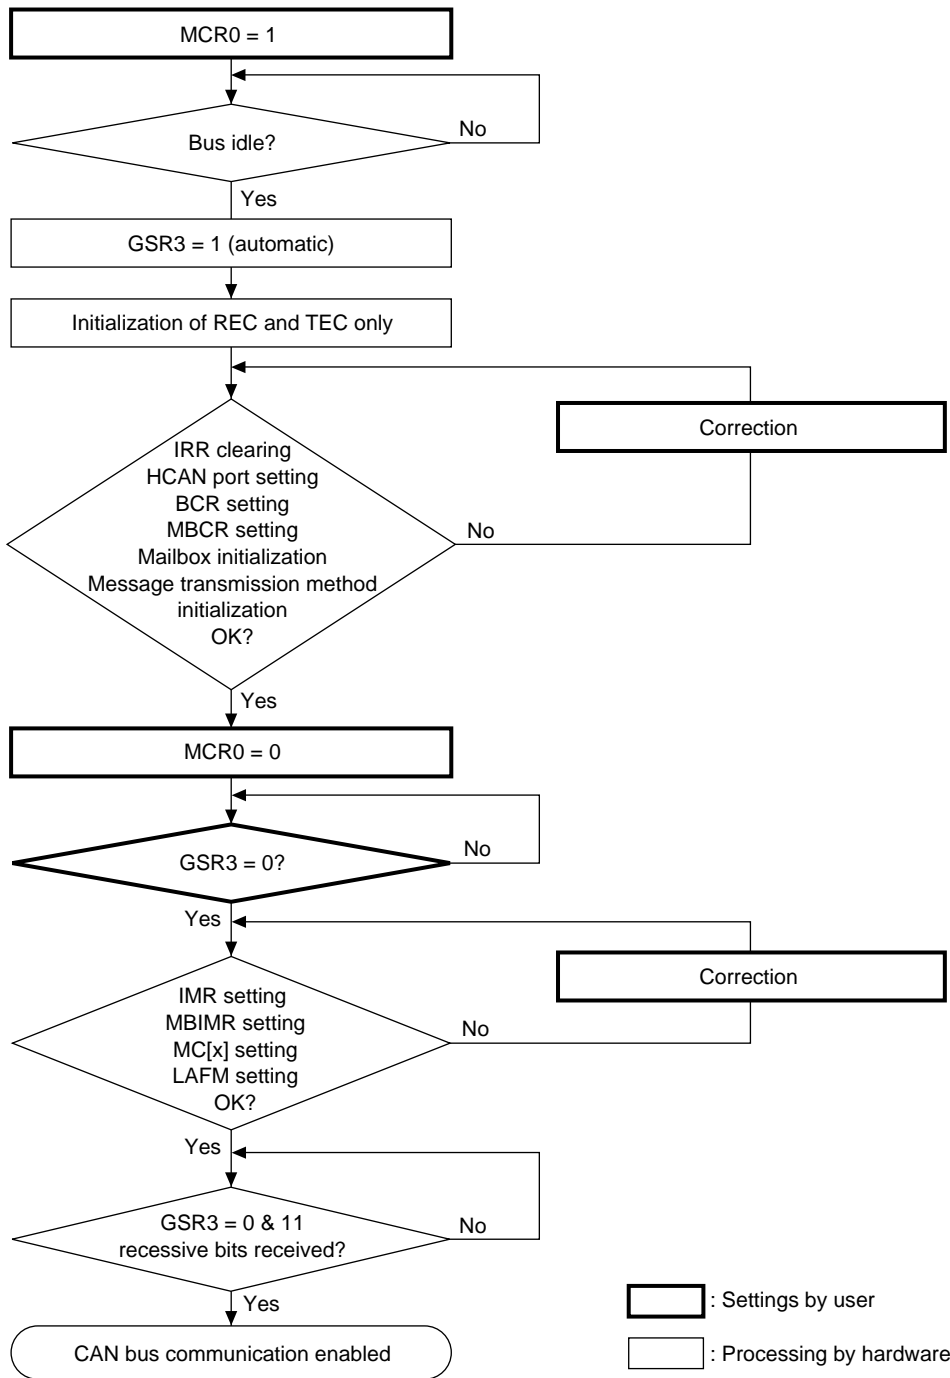 MCR0 = 1
Bus idle?
No
Yes
GSR3 = 1 (automatic)
Initialization of REC and TEC only
Correction
IRR clearing
HCAN port setting
BCR setting
MBCR setting
Mailbox initialization
Message transmission method
initialization
OK?
No
Yes
MCR0 = 0
GSR3 = 0?
No
Yes
Correction
IMR setting
MBIMR setting
MC[x] setting
LAFM setting
OK?
No
Yes
GSR3 = 0 & 11
recessive bits received?
No
Yes
CAN bus communication enabled
: Settings by user
: Processing by hardware